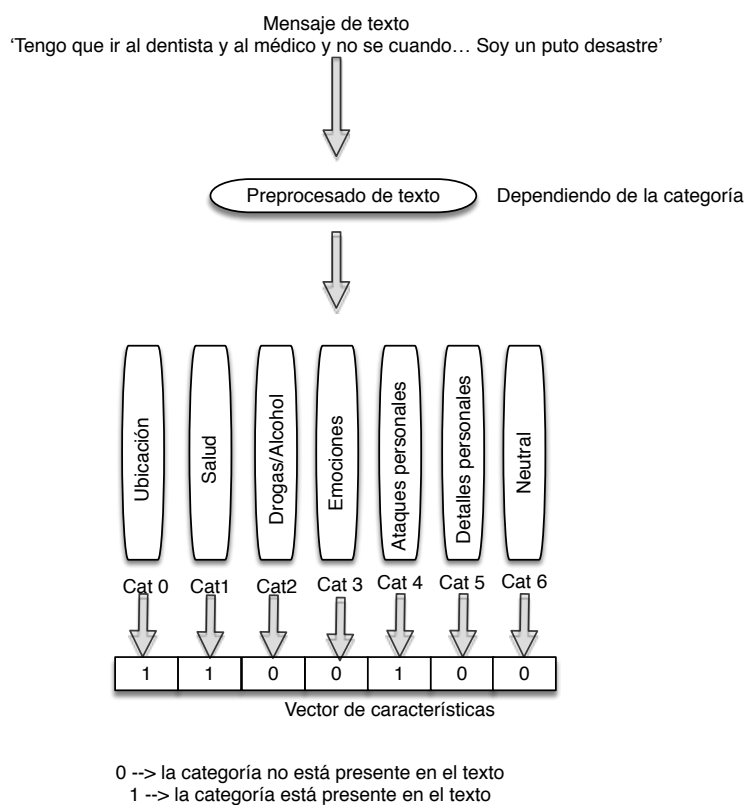 Mensaje de texto
‘Tengo que ir al dentista y al médico y no se cuando… Soy un puto desastre’
Preprocesado de texto
Dependiendo de la categoría
Ubicación
Salud
Drogas/Alcohol
Emociones
Ataques personales
Detalles personales
Neutral
Cat 0
Cat1
Cat2
Cat 3
Cat 4
Cat 5
Cat 6
1
1
0
0
1
0
0
Vector de características
0 --> la categoría no está presente en el texto
1 --> la categoría está presente en el texto